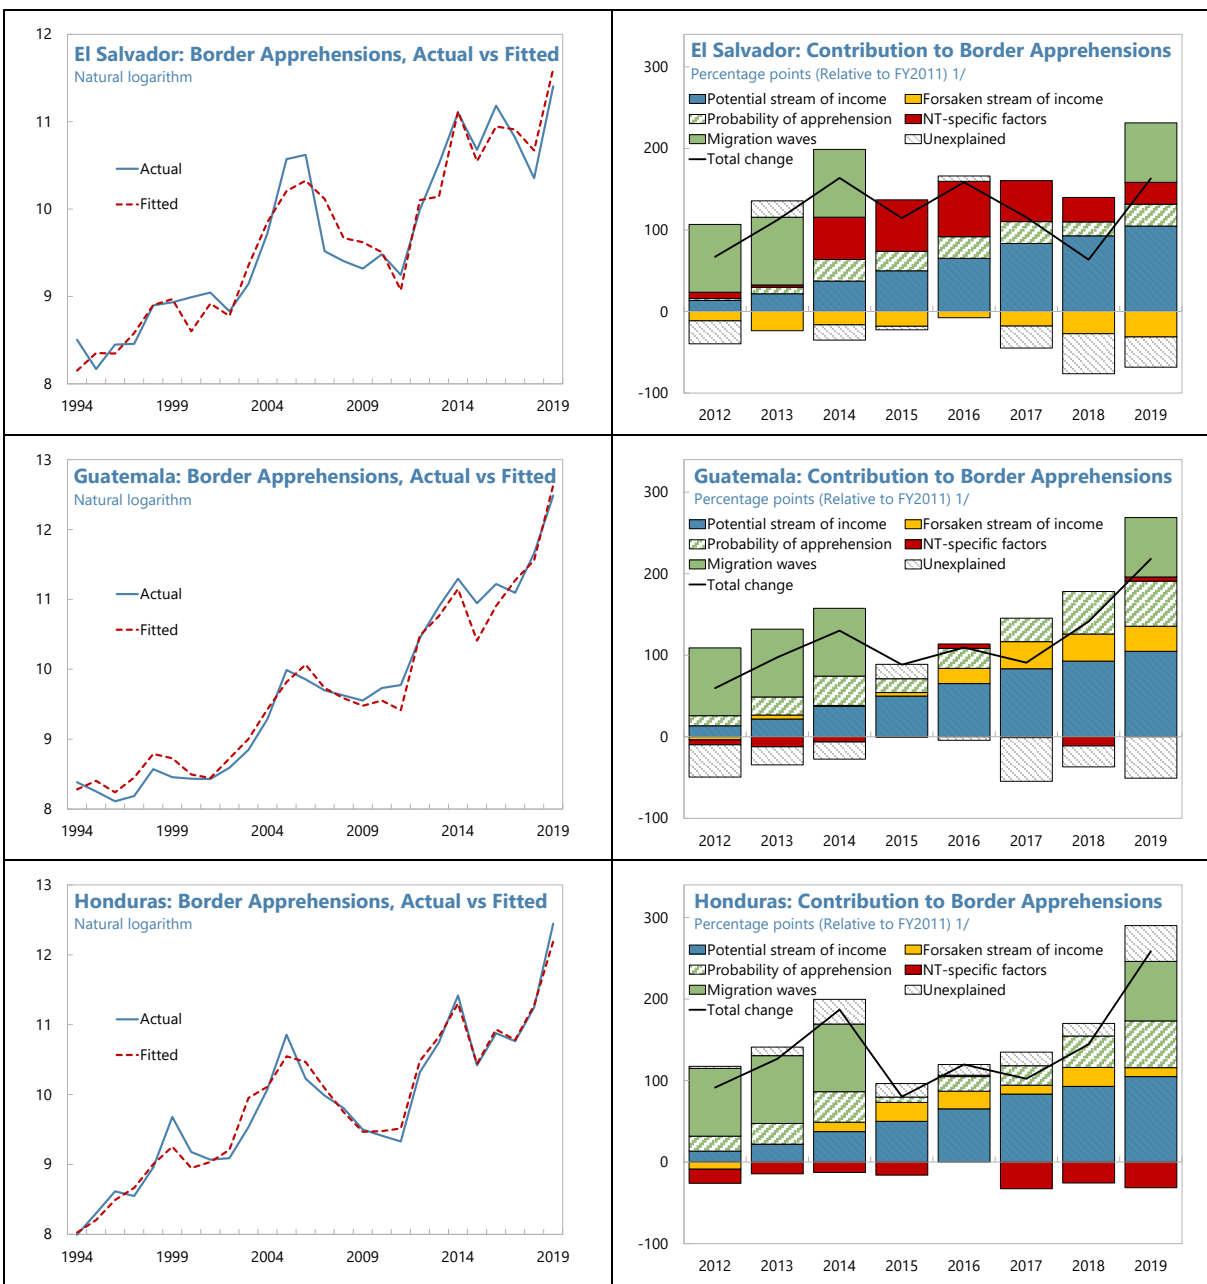 El Salvador: Border Apprehensions, Actual vs Fitted
Natural logarithm
12
11
10
9
8
Actual
Fitted
1994 1999 2004 2009 2014 2019
El Salvador: Contribution to Border Apprehensions
Percentage points (Relative to FY2011) 1/
Potential stream of income Forsaken stream of income
Probability of apprehension NT-specific factors
Migration waves Unexplained
Total change
300
200
100
0
-100
2012 2013 2014 2015 2016 2017 2018 2019
Guatemala: Border Apprehensions, Actual vs Fitted
Natural logarithm
13
12
11
10
9
8
Actual
Fitted
1994 1999 2004 2009 2014 2019
Guatemala: Contribution to Border Apprehensions
Percentage points (Relative to FY2011) 1/
Potential stream of income Forsaken stream of income
Probability of apprehension NT-specific factors
Migration waves Unexplained
Total change
300
200
100
0
-100
2012 2013 2014 2015 2016 2017 2018 2019
Honduras: Border Apprehensions, Actual vs Fitted
Natural logarithm
13
12
11
10
9
8
Actual
Fitted
1994 1999 2004 2009 2014 2019
Honduras: Contribution to Border Apprehensions
Percentage points (Relative to FY2011) 1/
Potential stream of income Forsaken stream of income
Probability of apprehension NT-specific factors
Migration waves Unexplained
Total change
300
200
100
0
-100
2012 2013 2014 2015 2016 2017 2018 2019